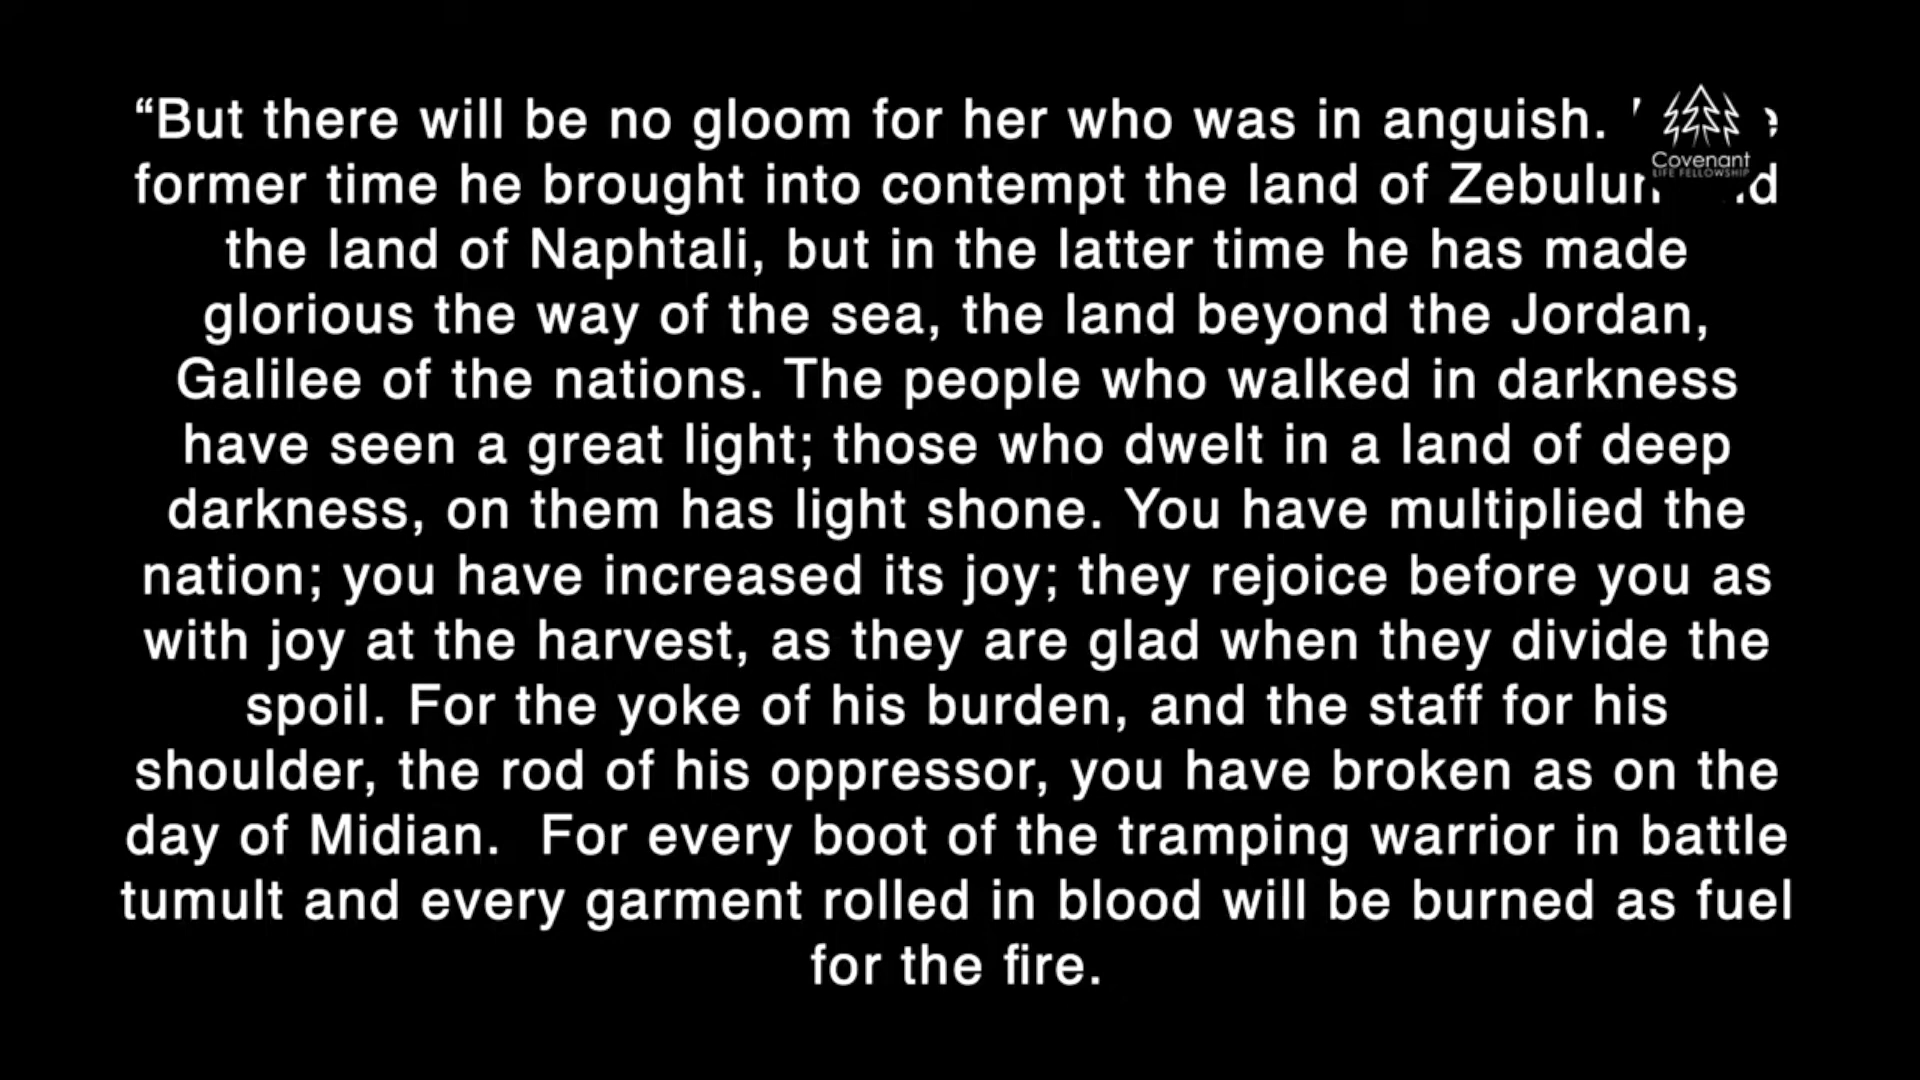 “But there will be no gloom for her who was in anguish.
former time he brought into contempt the land of
the land of Naphtali, but in the latter time he has made
glorious the way of the sea, the land beyond the Jordan,
Galilee of the nations. The people who walked in darkness
have seen a great light; those who dwelt in a land of deep
darkness, on them has light shone. You have multiplied the
nation; you have increased its joy; they rejoice before you as
with joy at the harvest, as they are glad when they divide the
spoil. For the yoke of his burden, and the staff for his
shoulder, the rod of his oppressor, you have broken as on the
day of Midian.  For every boot of the tramping warrior in battle
tumult and every garment rolled in blood will be burned as fuel
for the fire.
Covenant
LIFE FELLOWSHIP